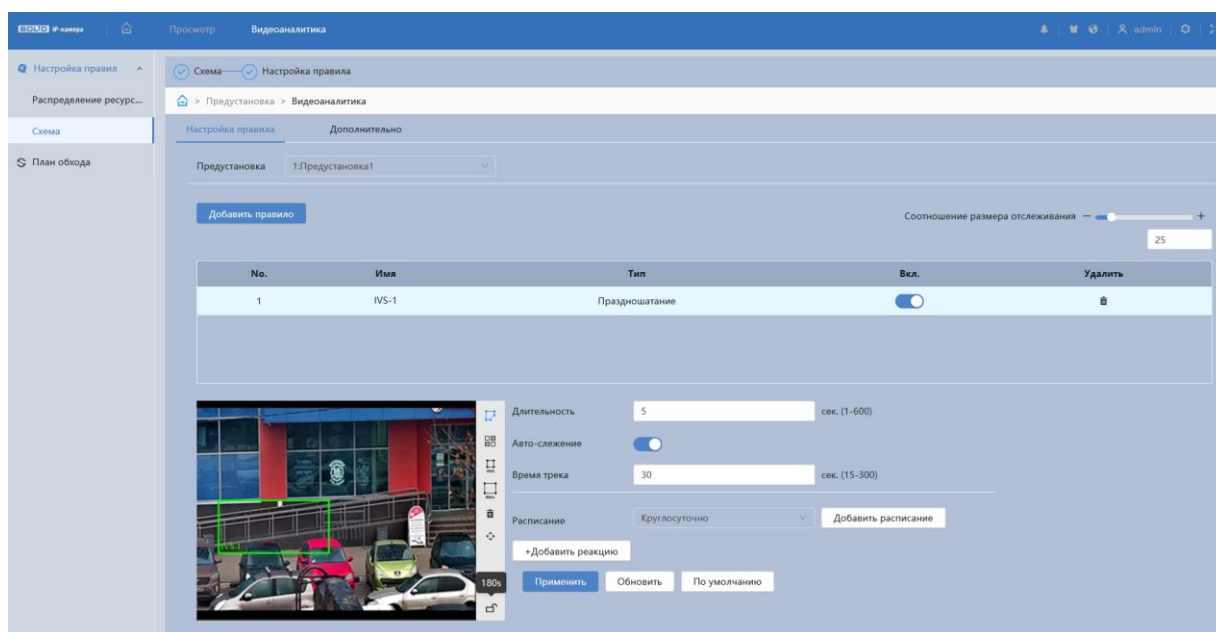 BOLID IP-камера Просмотр Видеоаналитика admin
Настройка правил
Распределение ресурс...
Схема
План обхода
Схема Настройка правила
> Предустановка > Видеоаналитика
Настройка правила Дополнительно
Предустановка 1:Предустановка1
Добавить правило
Соотношение размера отслеживания − +
25
No. Имя Тип Вкл. Удалить
1 IVS-1 Праздношатание
Длительность 5 сек. (1-600)
Авто-слежение
Время трека 30 сек. (15-300)
Расписание Круглосуточно Добавить расписание
+Добавить реакцию
180s
Применить Обновить По умолчанию